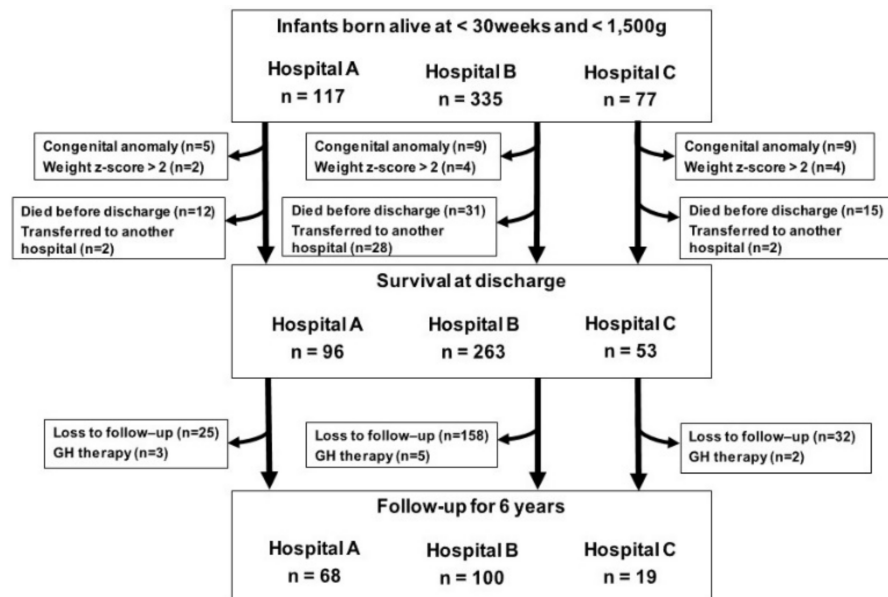 Infants born alive at < 30weeks and < 1,500g
Hospital A
n = 117
Hospital B
n = 335
Hospital C
n = 77
Congenital anomaly (n=5)
Weight z-score > 2 (n=2)
Congenital anomaly (n=9)
Weight z-score > 2 (n=4)
Congenital anomaly (n=9)
Weight z-score > 2 (n=4)
Died before discharge (n=12)
Transferred to another
hospital (n=2)
Died before discharge (n=31)
Transferred to another
hospital (n=28)
Died before discharge (n=15)
Transferred to another
hospital (n=2)
Survival at discharge
Hospital A
n = 96
Hospital B
n = 263
Hospital C
n = 53
Loss to follow–up (n=25)
GH therapy (n=3)
Loss to follow–up (n=158)
GH therapy (n=5)
Loss to follow–up (n=32)
GH therapy (n=2)
Follow-up for 6 years
Hospital A
n = 68
Hospital B
n = 100
Hospital C
n = 19